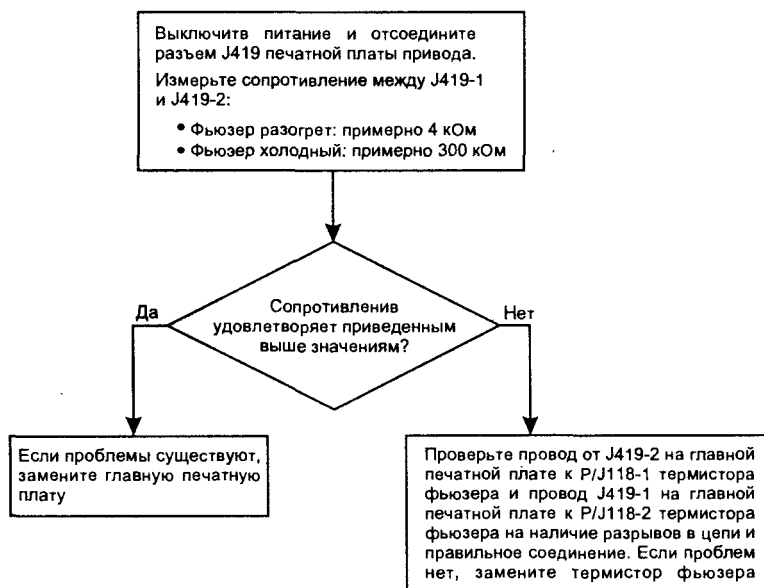 Выключитв питание и отсоедините
разъем J419 печатной платы привода.
Измерьте сопротивление между J419-1
и J419-2:
• Фьюзер разогрет: примерно 4 кОм
• Фьюзер холодный: примерно 300 кОм
Да
Сопротивленив
удовлетворяет приведенным
выше значениям?
Нет
Если проблемы существуют,
замените главную печатную
плату
Проверьте провод от J419-2 на главной
печатной плате к P/J118-1 термистора
фьюзера и провод J419-1 на главной
печатной плате к P/J118-2 термистора
фьюзера на наличие разрывов в цепи и
правильное соединение. Если проблем
нет, замените термистор фьюзера